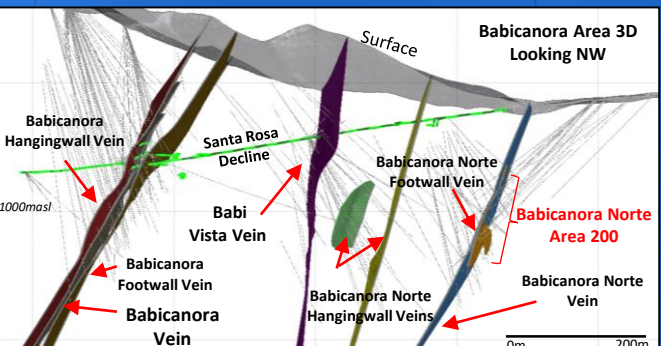 Babicanora Area 3D
Looking NW
Surface
Babicanora
Hangingwall Vein
Santa Rosa
Decline
Babicanora Norte
Footwall Vein
1000masl
Babi
Vista Vein
Babicanora Norte
Area 200
Babicanora
Footwall Vein
Babicanora Norte
Hangingwall Veins
Babicanora Norte
Vein
Babicanora
Vein
0m
200m